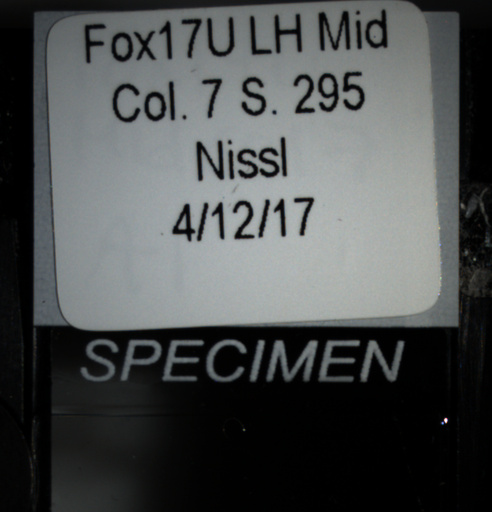 Fox17U LH Mid
Col. 7 S. 295
Nissl
4/12/17
SPECIMEN